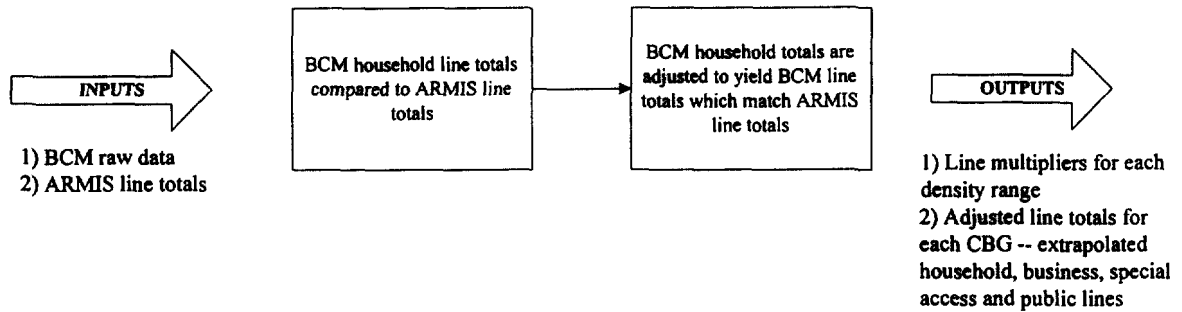 INPUTS
1) BCM raw data
2) ARMIS line totals
BCM household line totals
compared to ARMIS line
totals
BCM household totals are
adjusted to yield BCM line
totals which match ARMIS
line totals
OUTPUTS
1) Line multipliers for each
density range
2) Adjusted line totals for
each CBG -- extrapolated
household, business, special
access and public lines